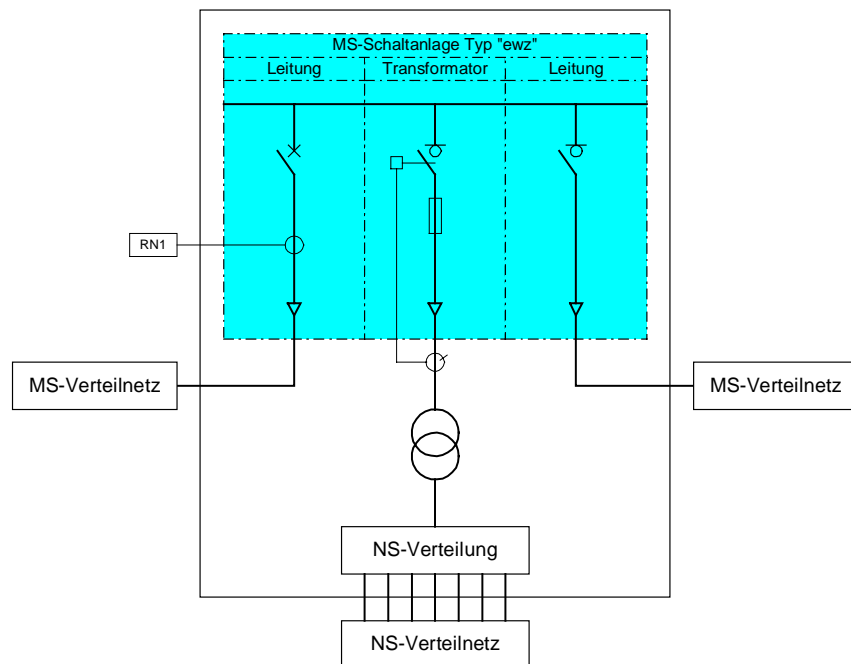 MS-Schaltanlage Typ "ewz"
Leitung
Transformator
Leitung
RN1
MS-Verteilnetz
MS-Verteilnetz
NS-Verteilung
NS-Verteilnetz